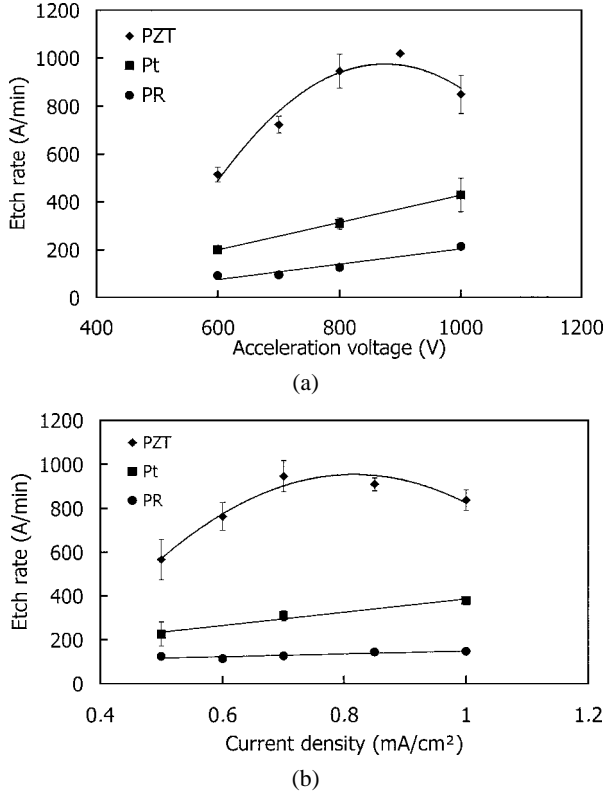 1200
1000
800
600
400
200
0
Etch rate (A/min)
PZT
Pt
PR
400
600
800
1000
1200
Acceleration voltage (V)
(a)
1200
1000
800
600
400
200
0
Etch rate (A/min)
PZT
Pt
PR
0.4
0.6
0.8
1
1.2
Current density (mA/cm²)
(b)